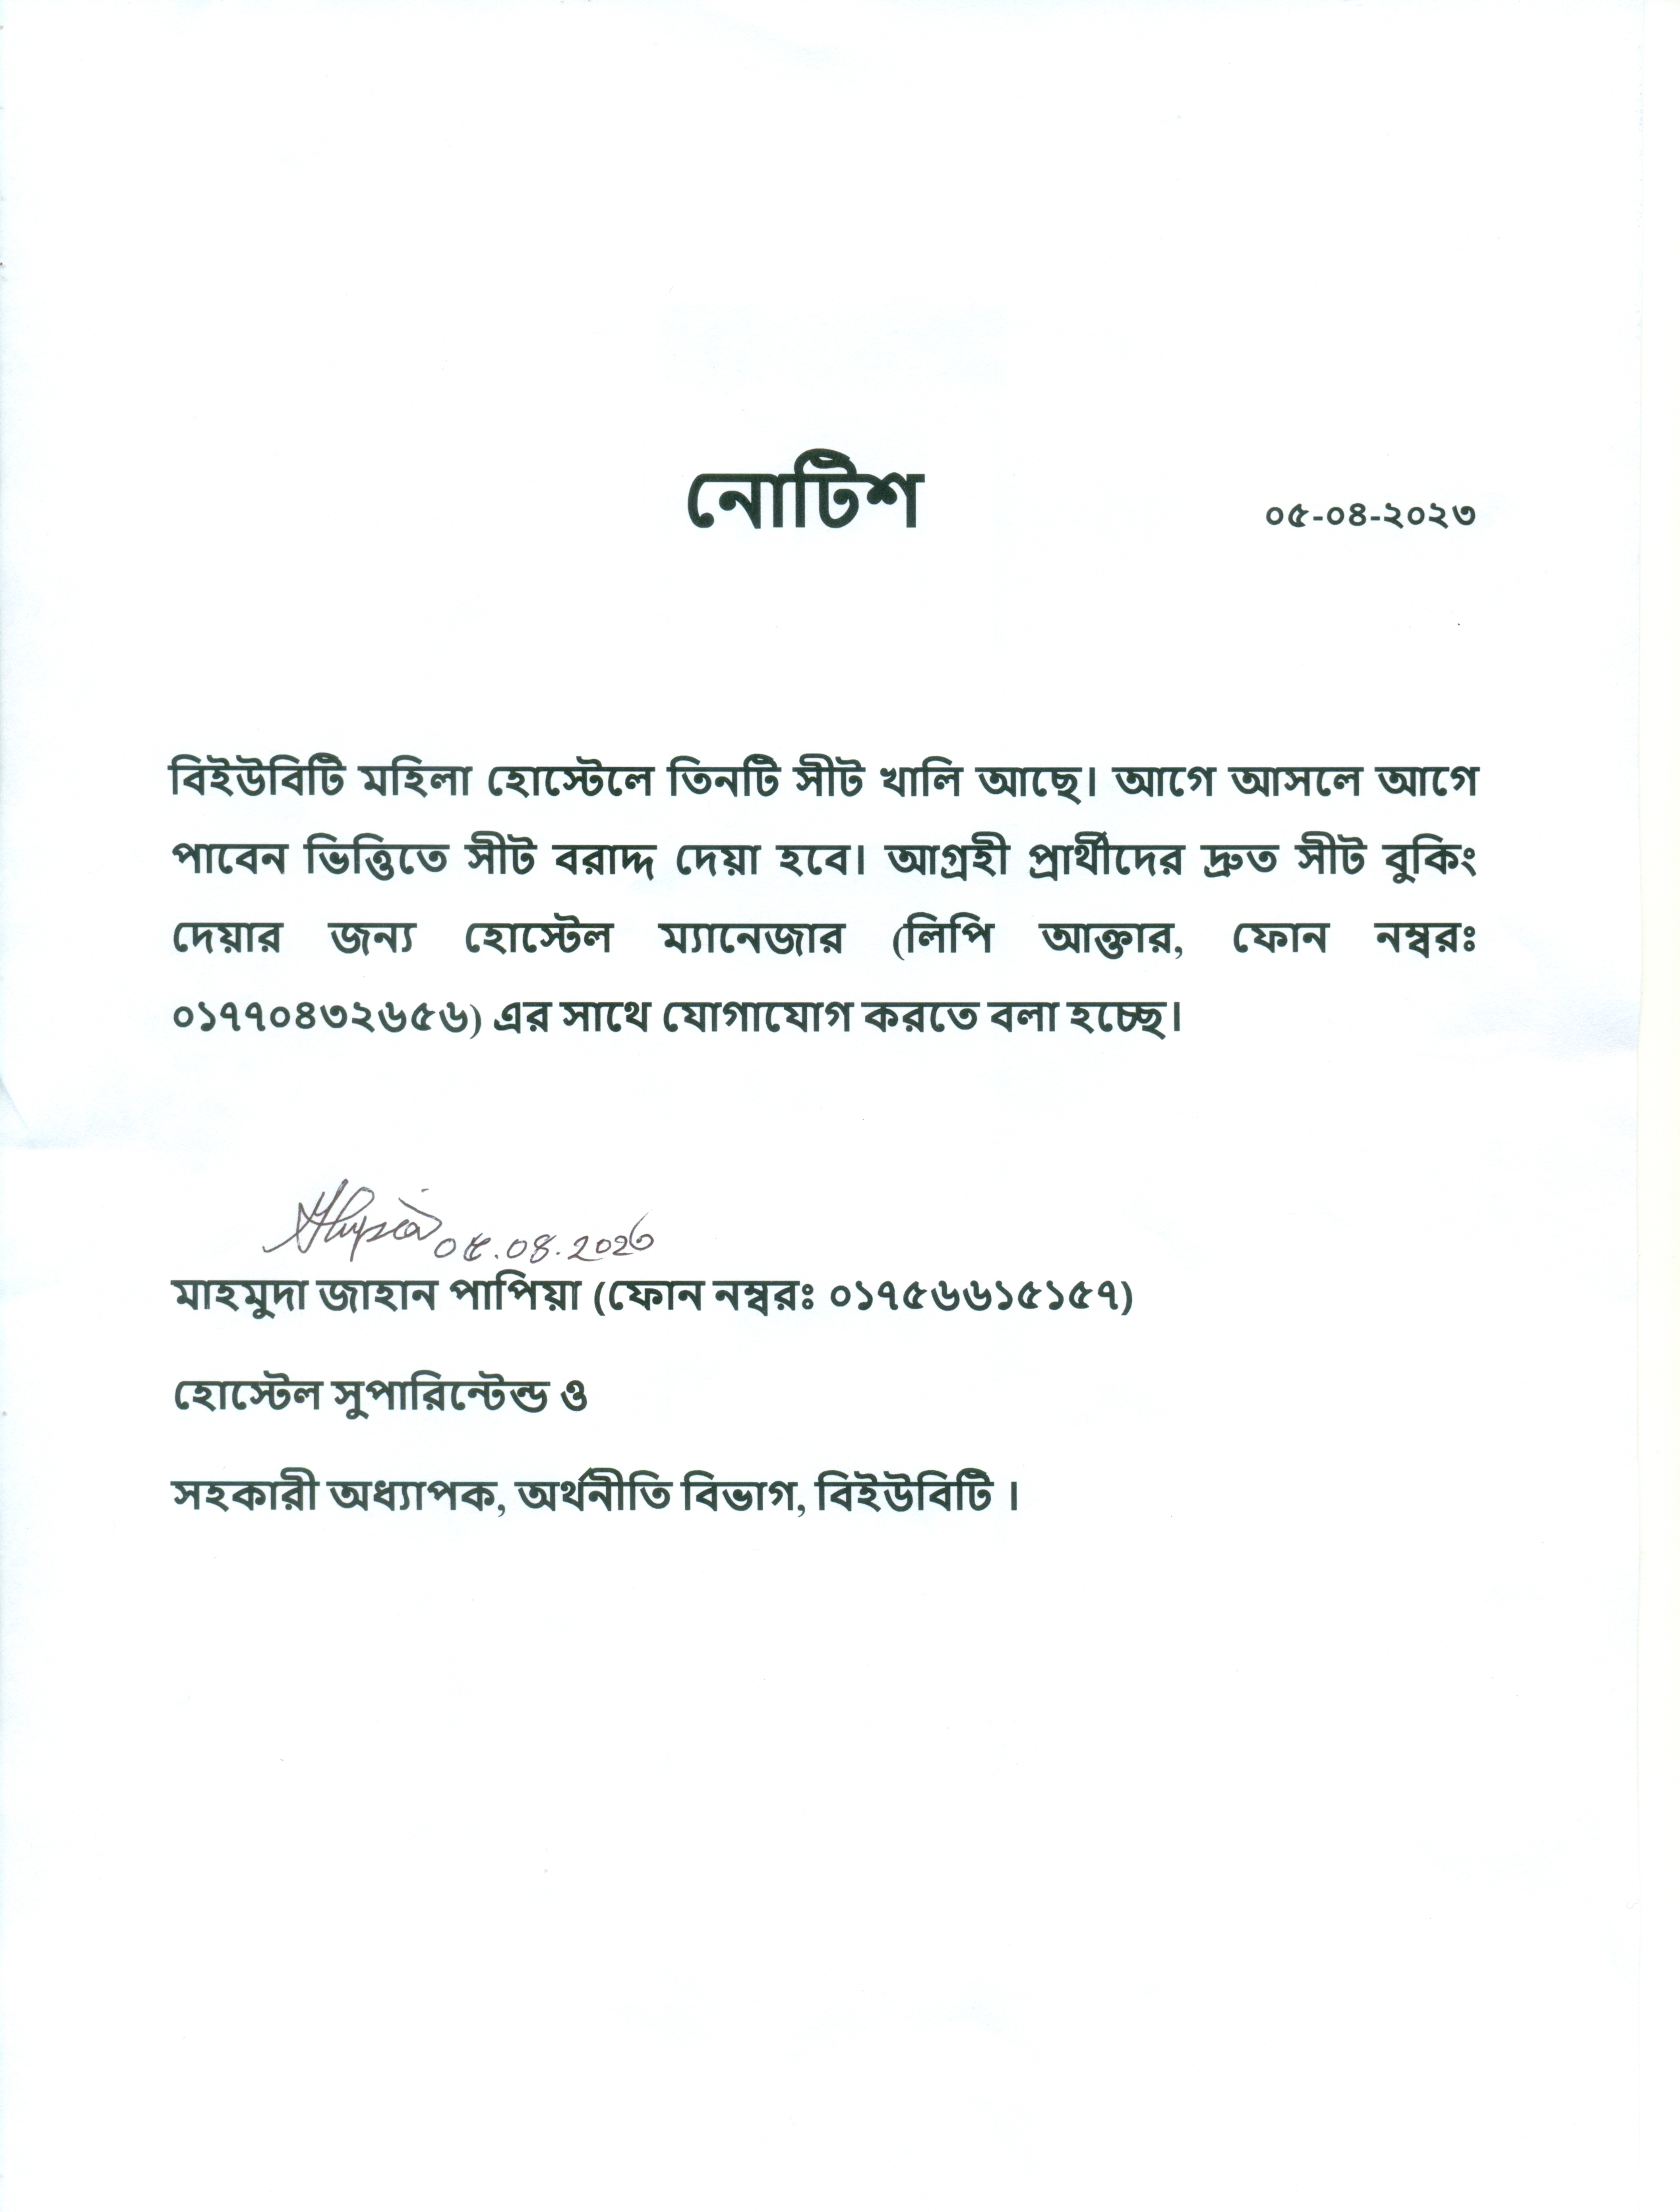 নোটিশ
০৫-০৪-২০২৩
বিইউবিটি মহিলা হোস্টেলে তিনটি সীট খালি আছে। আগে আসলে আগে
পাবেন ভিত্তিতে সীট বরাদ্দ দেয়া হবে। আগ্রহী প্রার্থীদের দ্রুত সীট বুকিং
দেয়ার জন্য হোস্টেল ম্যানেজার (লিপি আক্তার, ফোন নম্বরঃ
০১৭৭০৪৩২৬৫৬) এর সাথে যোগাযোগ করতে বলা হচ্ছে।
০৫.০৪.২০২৩
মাহমুদা জাহান পাপিয়া (ফোন নম্বরঃ ০১৭৫৬৬১৫১৫৭)
হোস্টেল সুপারিন্টেন্ড ও
সহকারী অধ্যাপক, অর্থনীতি বিভাগ, বিইউবিটি ।